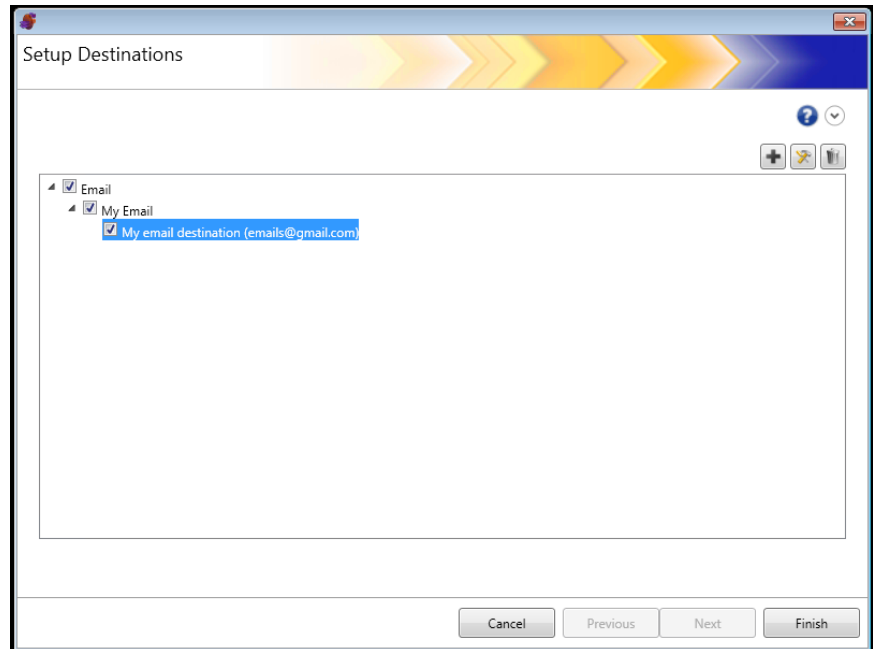 Setup Destinations
Email
My Email
My email destination (emails@gmail.com)
Cancel Previous Next Finish